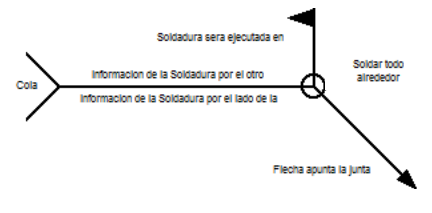 Soldadura sera ejecutada en
Soldar todo
alrededor
Informacion de la Soldadura por el otro
Cola
Informacion de la Soldadura por el lado de la
Flecha apunta la junta